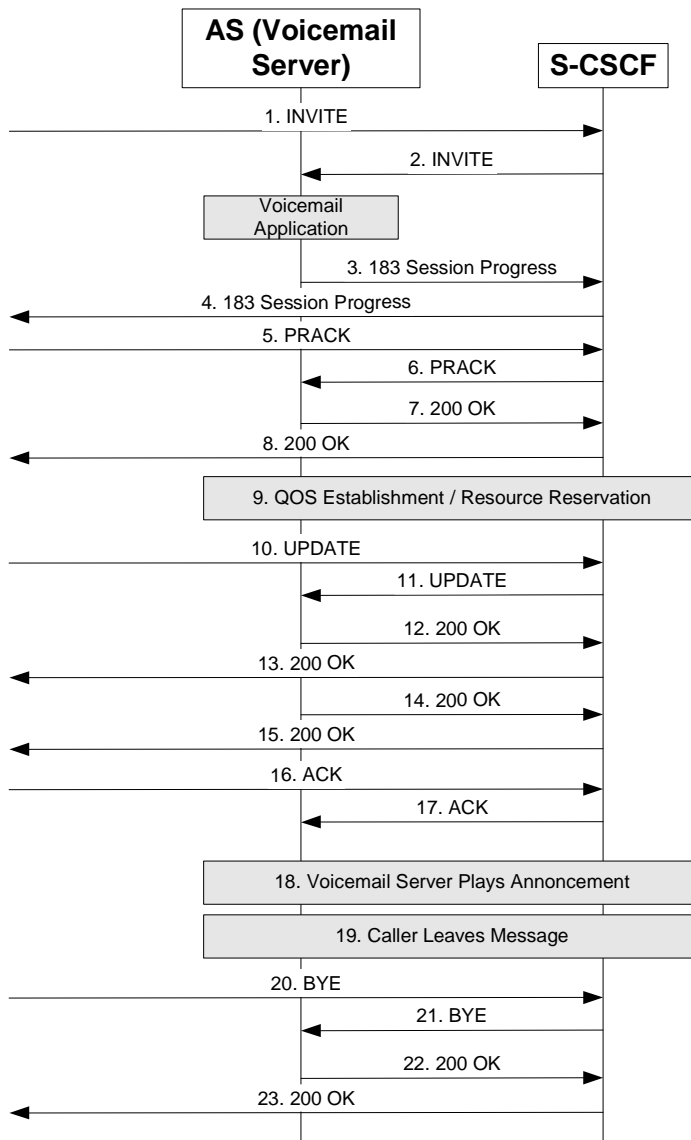 AS (Voicemail
Server)
S-CSCF
1. INVITE
2. INVITE
Voicemail
Application
3. 183 Session Progress
4. 183 Session Progress
5. PRACK
6. PRACK
7. 200 OK
8. 200 OK
9. QOS Establishment / Resource Reservation
10. UPDATE
11. UPDATE
12. 200 OK
13. 200 OK
14. 200 OK
15. 200 OK
16. ACK
17. ACK
18. Voicemail Server Plays Annoncement
19. Caller Leaves Message
20. BYE
21. BYE
22. 200 OK
23. 200 OK